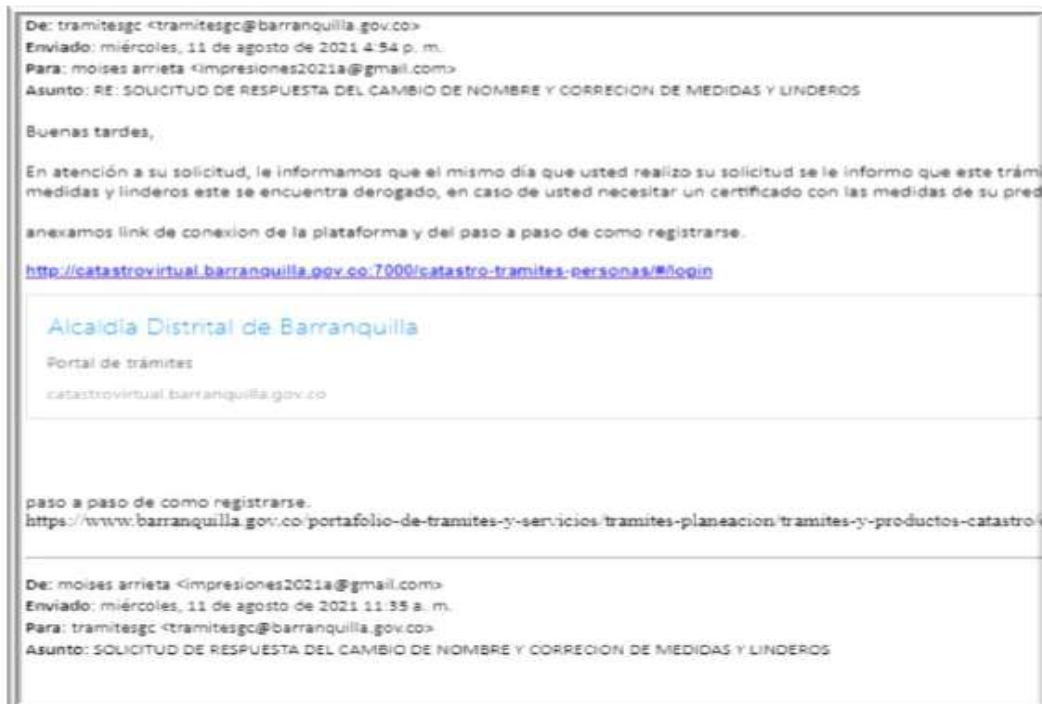 De: tramitesgc <tramitesgc@barranquilla.gov.co>
Enviado: miércoles, 11 de agosto de 2021 4:54 p. m.
Para: moises arrieta <impresiones2021a@gmail.com>
Asunto: RE: SOLICITUD DE RESPUESTA DEL CAMBIO DE NOMBRE Y CORRECION DE MEDIDAS Y LINDEROS
Buenas tardes,
En atención a su solicitud, le informamos que el mismo día que usted realizo su solicitud se le informo que este trámi
medidas y linderos este se encuentra derogado, en caso de usted necesitar un certificado con las medidas de su pred
anexamos link de conexion de la plataforma y del paso a paso de como registrarse.
http://catastrovirtual.barranquilla.gov.co:7000/catastro-tramites-personas/#/login
Alcaldía Distrital de Barranquilla
Portal de trámites
catastrovirtual.barranquilla.gov.co
paso a paso de como registrarse.
https://www.barranquilla.gov.co/portafolio-de-tramites-y-servicios/tramites-planeacion/tramites-y-productos-catastro/
De: moises arrieta <impresiones2021a@gmail.com>
Enviado: miércoles, 11 de agosto de 2021 11:35 a. m.
Para: tramitesgc <tramitesgc@barranquilla.gov.co>
Asunto: SOLICITUD DE RESPUESTA DEL CAMBIO DE NOMBRE Y CORRECION DE MEDIDAS Y LINDEROS